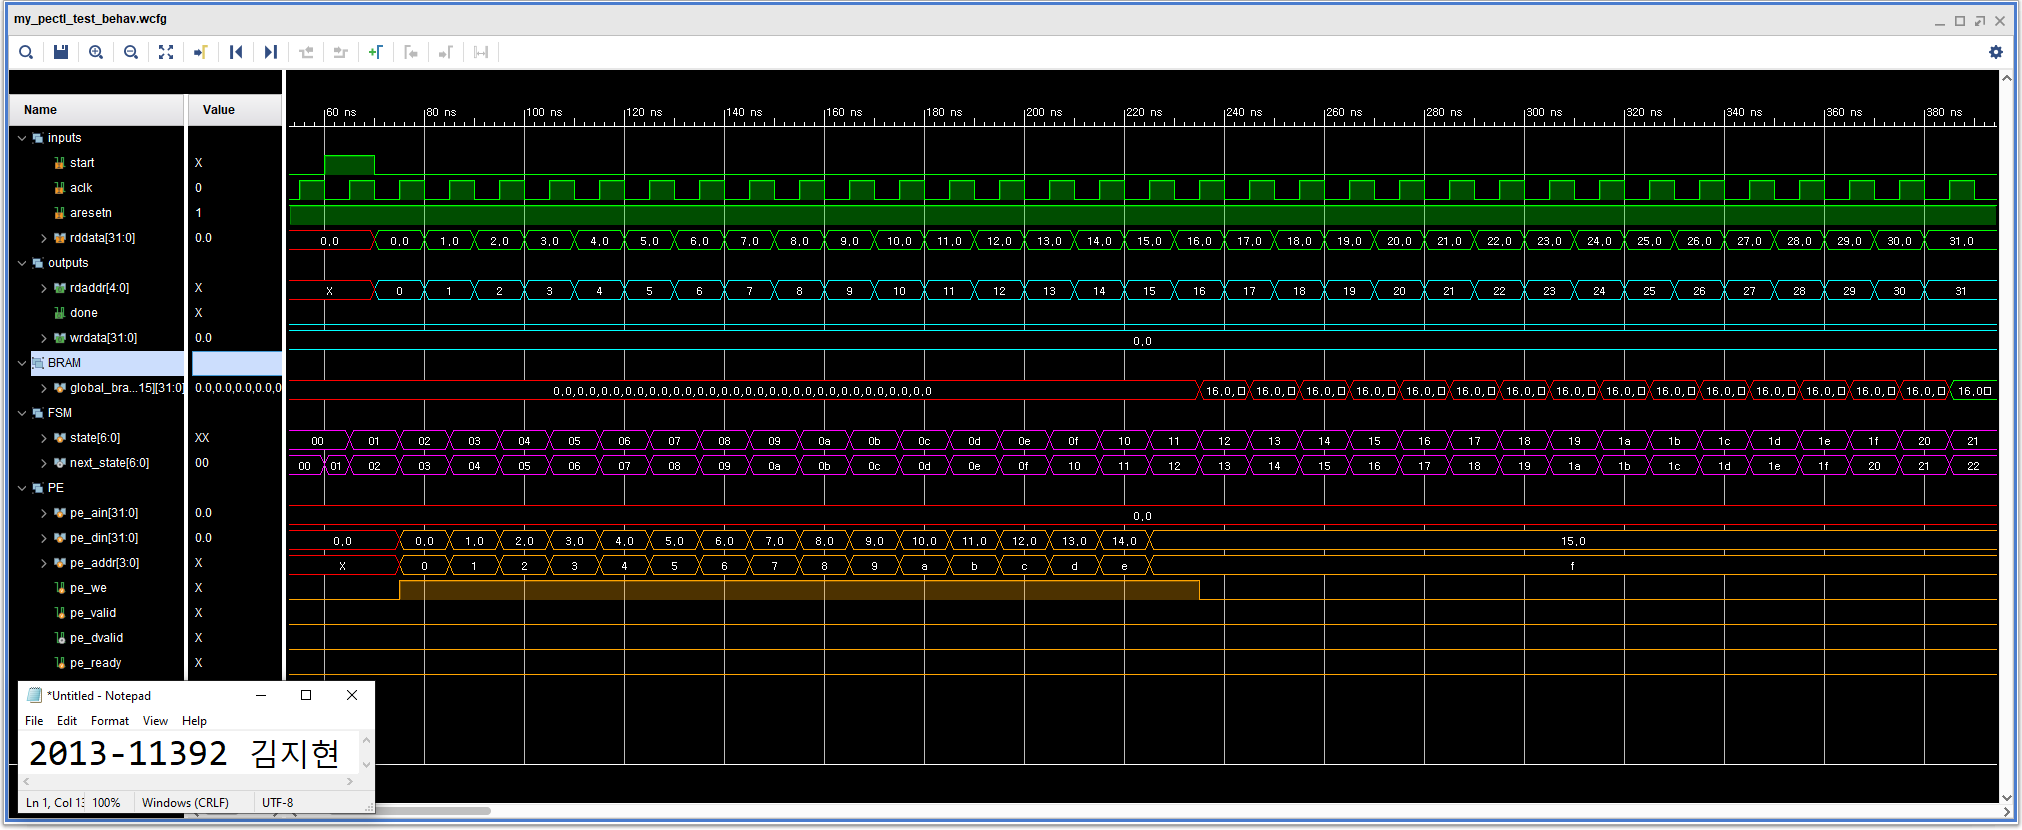 my_pectl_test_behav.wcfg
Name Value
60 ns 80 ns 100 ns 120 ns 140 ns 160 ns 180 ns 200 ns 220 ns 240 ns 260 ns 280 ns 300 ns 320 ns 340 ns 360 ns 380 ns
inputs
start X
aclk 0
aresetn 1
rddata[31:0] 0.0 0,0 0,0 1,0 2,0 3,0 4,0 5,0 6,0 7,0 8,0 9,0 10,0 11,0 12,0 13,0 14,0 15,0 16,0 17,0 18,0 19,0 20,0 21,0 22,0 23,0 24,0 25,0 26,0 27,0 28,0 29,0 30,0 31,0
outputs
rdaddr[4:0] X X 0 1 2 3 4 5 6 7 8 9 10 11 12 13 14 15 16 17 18 19 20 21 22 23 24 25 26 27 28 29 30 31
done X
wrdata[31:0] 0.0 0,0
BRAM
global_bra...15][31:0] 0.0,0.0,0.0,0.0,0 0,0,0,0,0,0,0,0,0,0,0,0,0,0,0,0,0,0,0,0,0,0,0,0,0,0,0,0 16,0,□ 16,0,□ 16,0,□ 16,0,□ 16,0,□ 16,0,□ 16,0,□ 16,0,□ 16,0,□ 16,0,□ 16,0,□ 16,0,□ 16,0,□ 16,0,□ 16,0,□ 16,0□
FSM
state[6:0] XX 00 01 02 03 04 05 06 07 08 09 0a 0b 0c 0d 0e 0f 10 11 12 13 14 15 16 17 18 19 1a 1b 1c 1d 1e 1f 20 21
next_state[6:0] 00 00 01 02 03 04 05 06 07 08 09 0a 0b 0c 0d 0e 0f 10 11 12 13 14 15 16 17 18 19 1a 1b 1c 1d 1e 1f 20 21 22
PE
pe_ain[31:0] 0.0 0,0
pe_din[31:0] 0.0 0,0 0,0 1,0 2,0 3,0 4,0 5,0 6,0 7,0 8,0 9,0 10,0 11,0 12,0 13,0 14,0 15,0
pe_addr[3:0] X X 0 1 2 3 4 5 6 7 8 9 a b c d e f
pe_we X
pe_valid X
pe_dvalid X
pe_ready X
*Untitled - Notepad
File Edit Format View Help
2013-11392 김지현
Ln 1, Col 13 100% Windows (CRLF) UTF-8